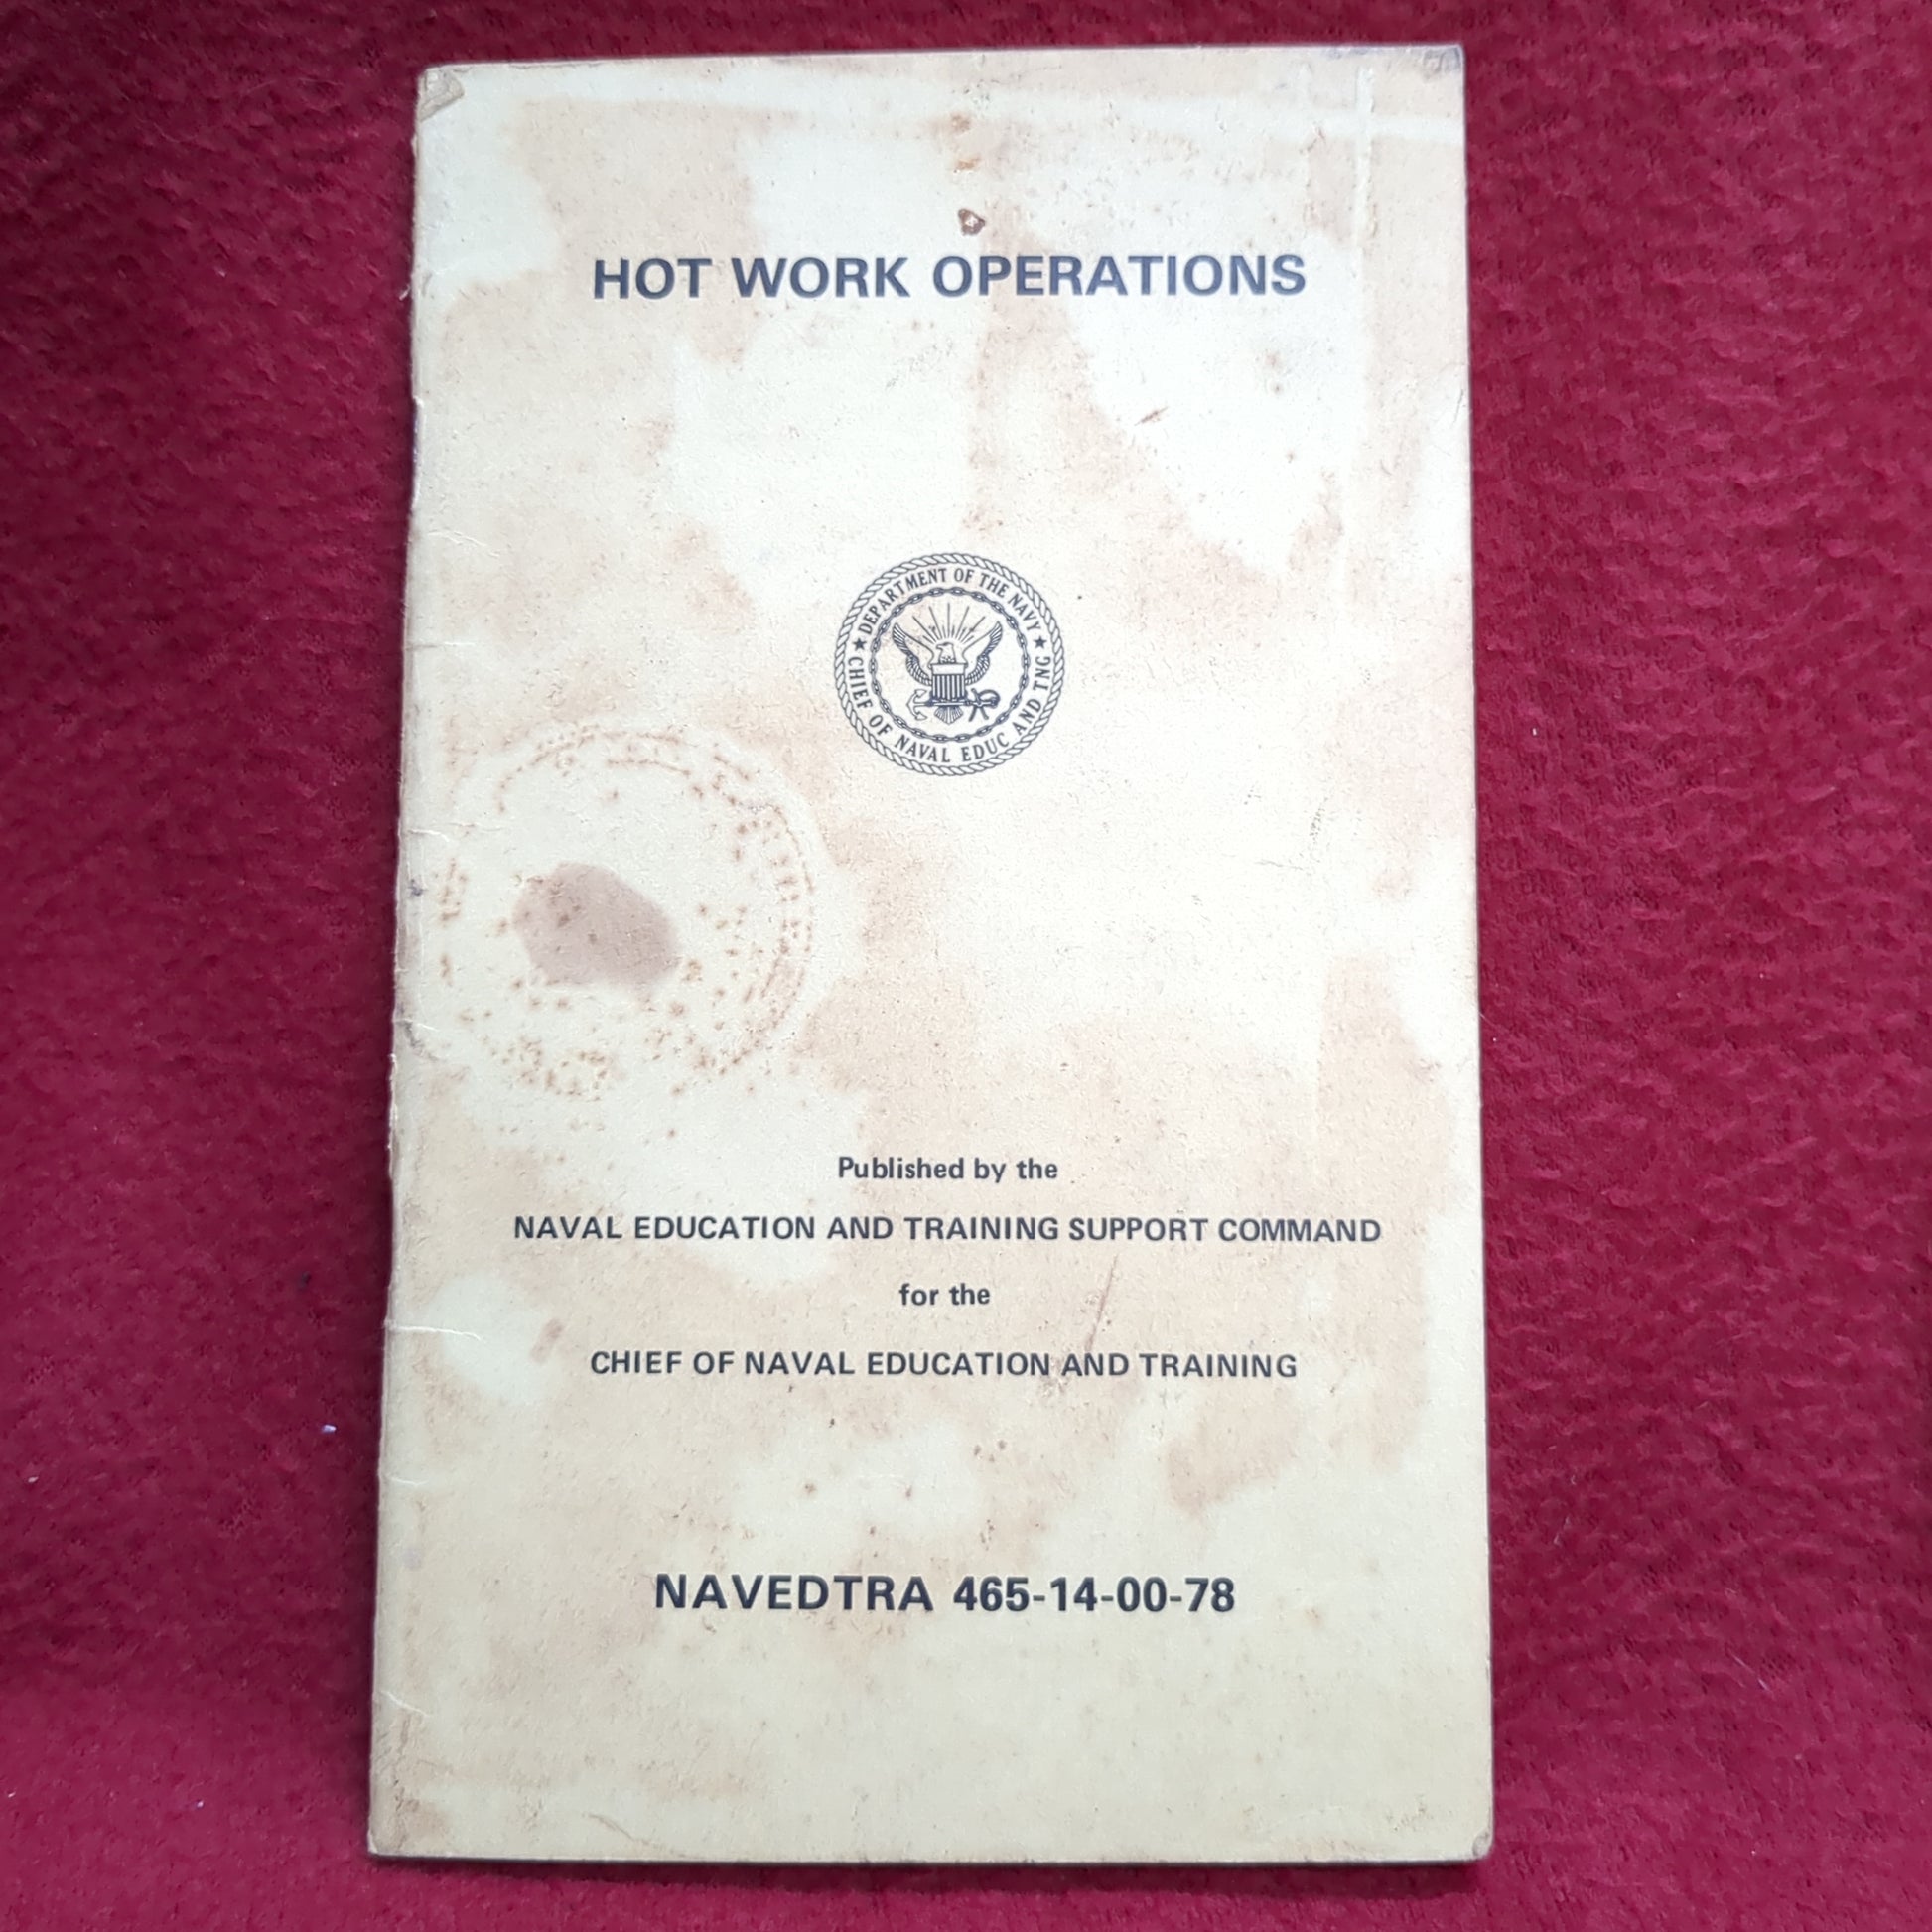 HOT WORK OPERATIONS
★ DEPARTMENT OF THE NAVY ★
CHIEF OF NAVAL EDUC AND TNG
Published by the
NAVAL EDUCATION AND TRAINING SUPPORT COMMAND
for the
CHIEF OF NAVAL EDUCATION AND TRAINING
NAVEDTRA 465-14-00-78